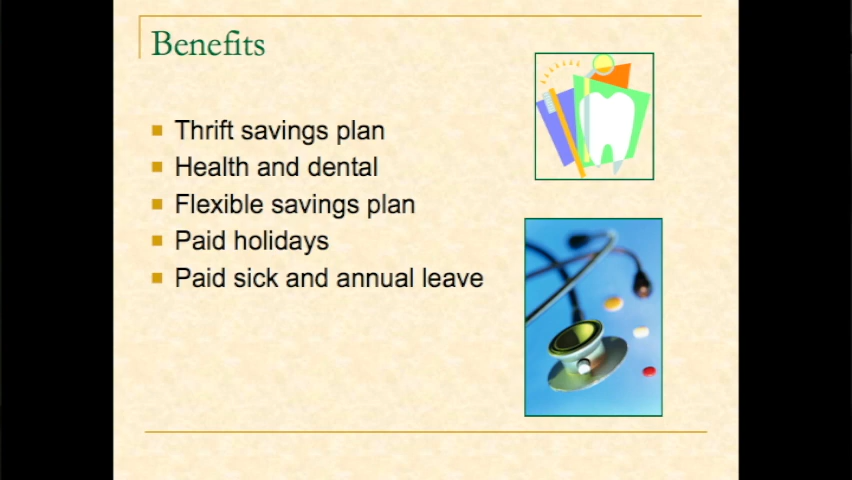 Benefits
Thrift savings plan
Health and dental
Flexible savings plan
Paid holidays
Paid sick and annual leave